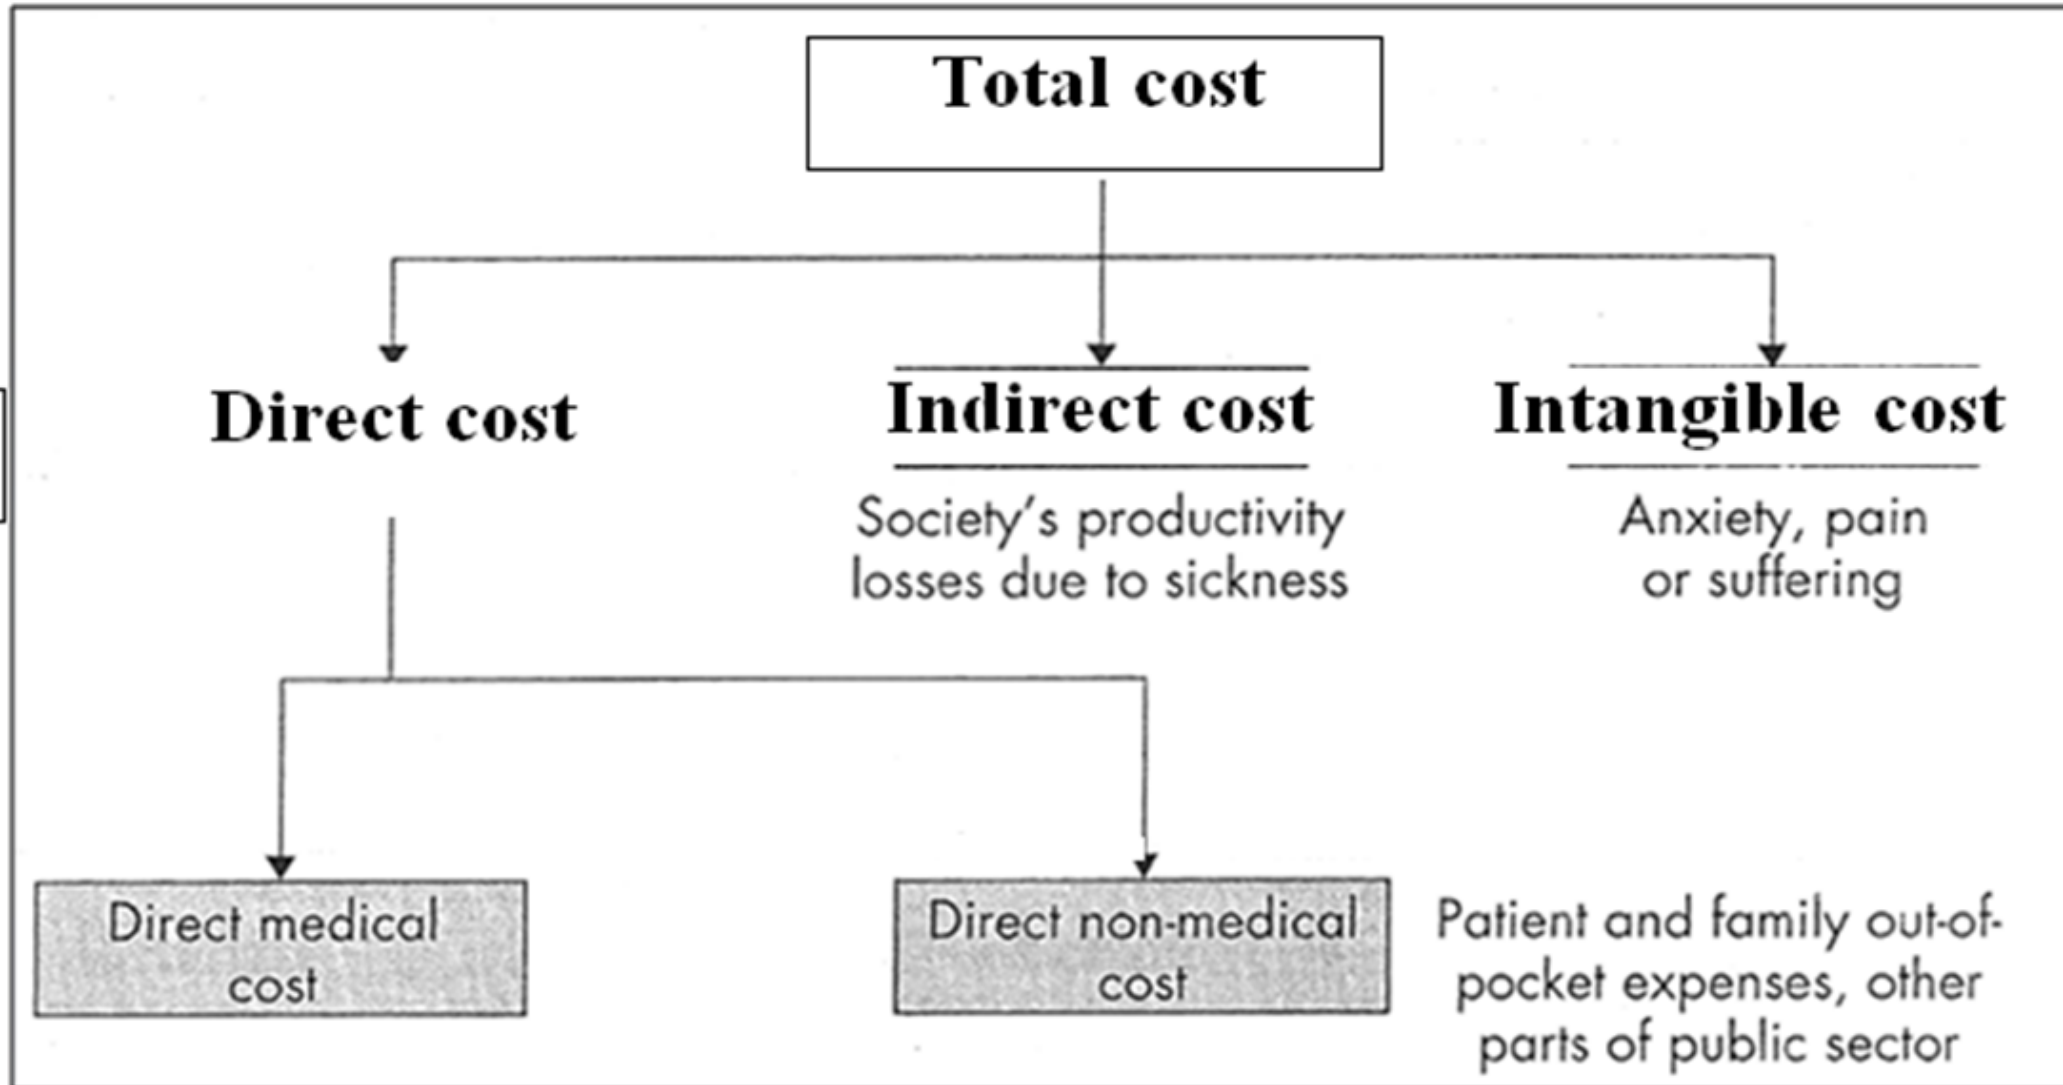 Total cost
Direct cost
Indirect cost
Intangible cost
Society's productivity
losses due to sickness
Anxiety, pain
or suffering
Direct medical
cost
Direct non-medical
cost
Patient and family out-of-
pocket expenses, other
parts of public sector